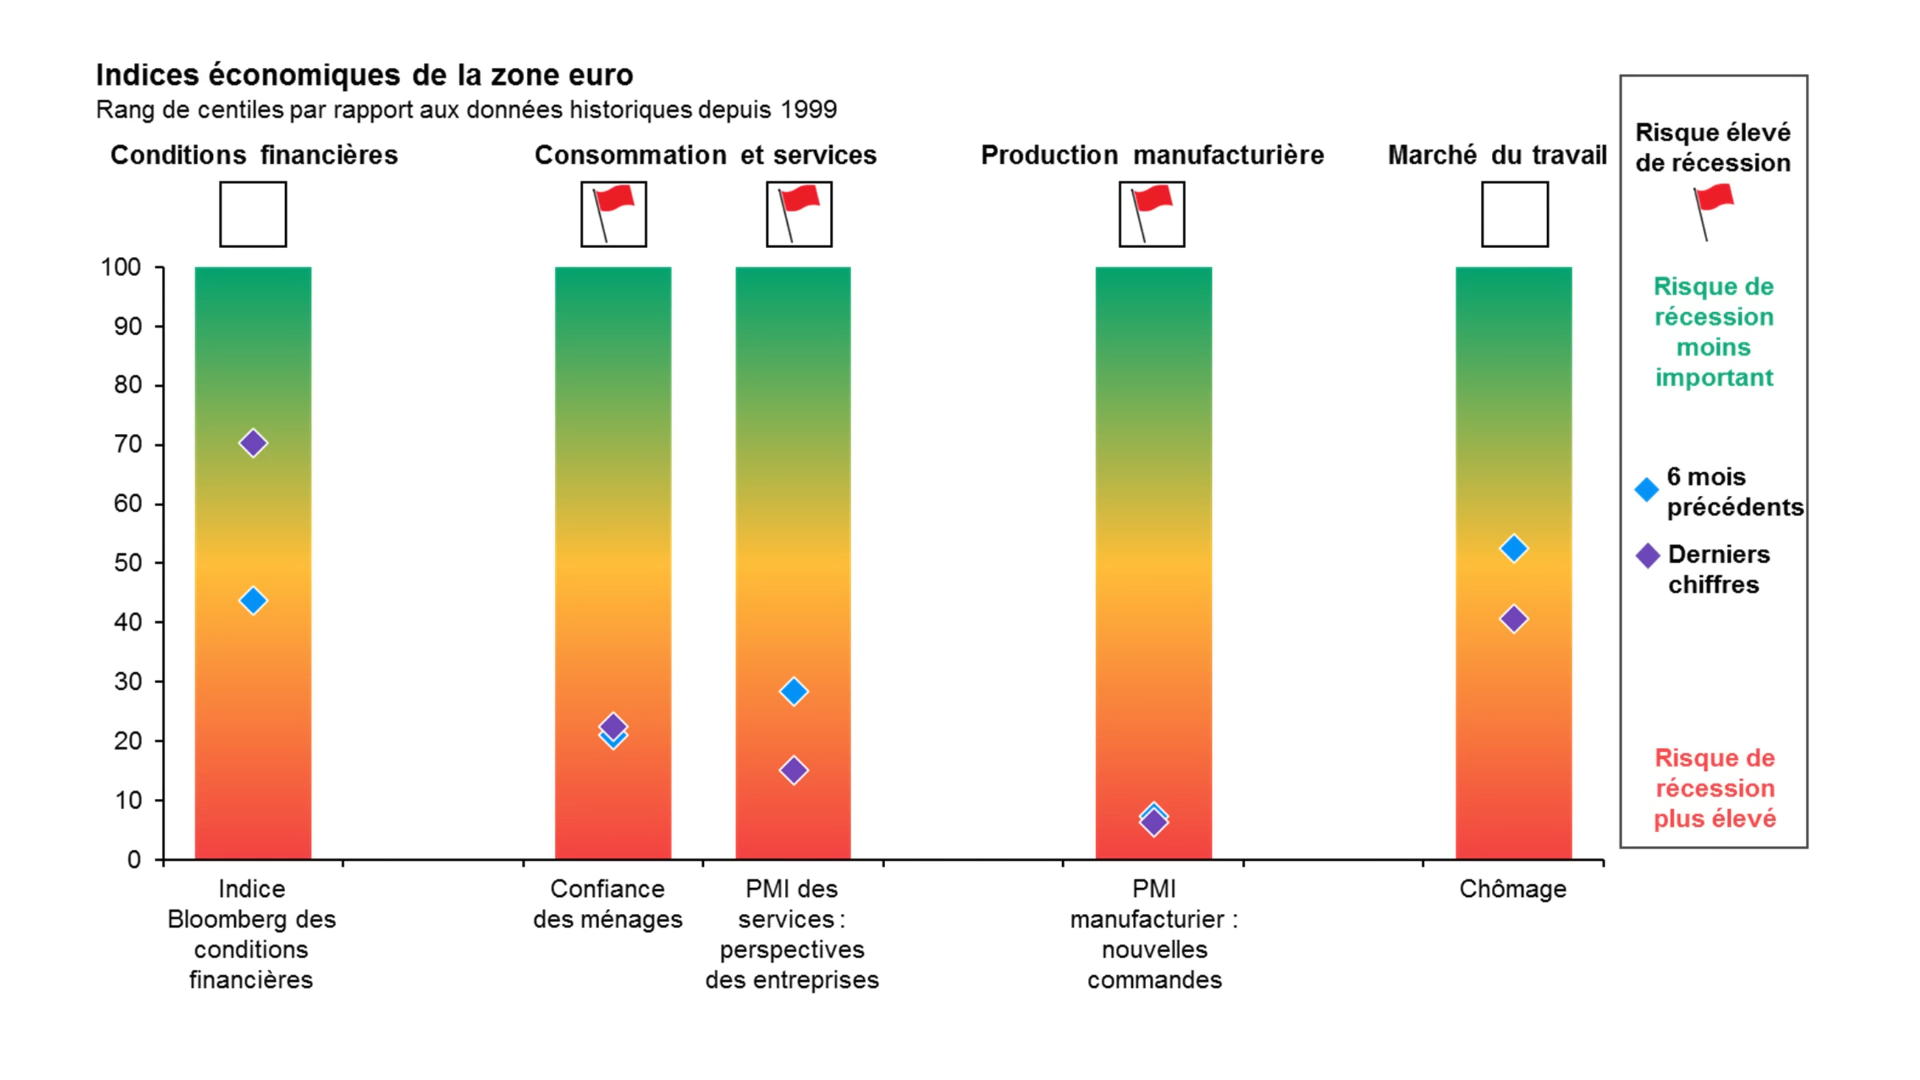 Indices économiques de la zone euro
Rang de centiles par rapport aux données historiques depuis 1999
Conditions financières
Consommation et services
Production manufacturière
Marché du travail
Risque élevé
de récession
Risque de
récession
moins
important
6 mois
précédents
Derniers
chiffres
Risque de
récession
plus élevé
100
90
80
70
60
50
40
30
20
10
0
Indice
Bloomberg des
conditions
financières
Confiance
des ménages
PMI des
services :
perspectives
des entreprises
PMI
manufacturier :
nouvelles
commandes
Chômage